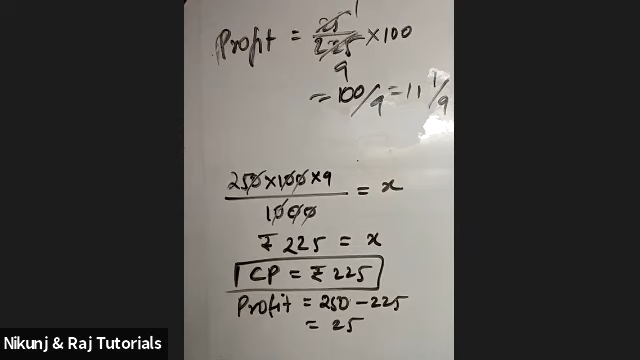 Profit = 25/225 × 100
1
9
= 100/9 = 11 1/9
250×100×9 / 1000 = x
₹ 225 = x
CP = ₹ 225
Profit = 250 - 225
= 25
Nikunj & Raj Tutorials